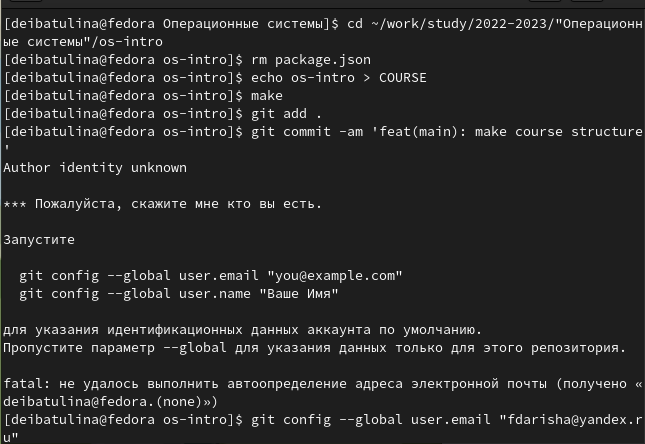 [deibatulina@fedora Операционные системы]$ cd ~/work/study/2022-2023/"Операционн
ые системы"/os-intro
[deibatulina@fedora os-intro]$ rm package.json
[deibatulina@fedora os-intro]$ echo os-intro > COURSE
[deibatulina@fedora os-intro]$ make
[deibatulina@fedora os-intro]$ git add .
[deibatulina@fedora os-intro]$ git commit -am 'feat(main): make course structure
'
Author identity unknown

*** Пожалуйста, скажите мне кто вы есть.

Запустите

  git config --global user.email "you@example.com"
  git config --global user.name "Ваше Имя"

для указания идентификационных данных аккаунта по умолчанию.
Пропустите параметр --global для указания данных только для этого репозитория.

fatal: не удалось выполнить автоопределение адреса электронной почты (получено «
deibatulina@fedora.(none)»)
[deibatulina@fedora os-intro]$ git config --global user.email "fdarisha@yandex.r
u"